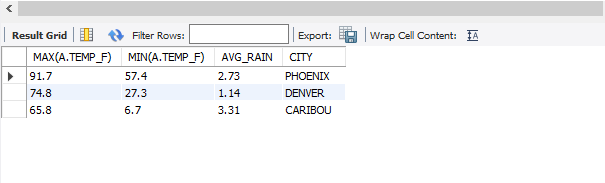 Result Grid Filter Rows: Export: Wrap Cell Content:
MAX(A.TEMP_F) MIN(A.TEMP_F) AVG_RAIN CITY
91.7 57.4 2.73 PHOENIX
74.8 27.3 1.14 DENVER
65.8 6.7 3.31 CARIBOU